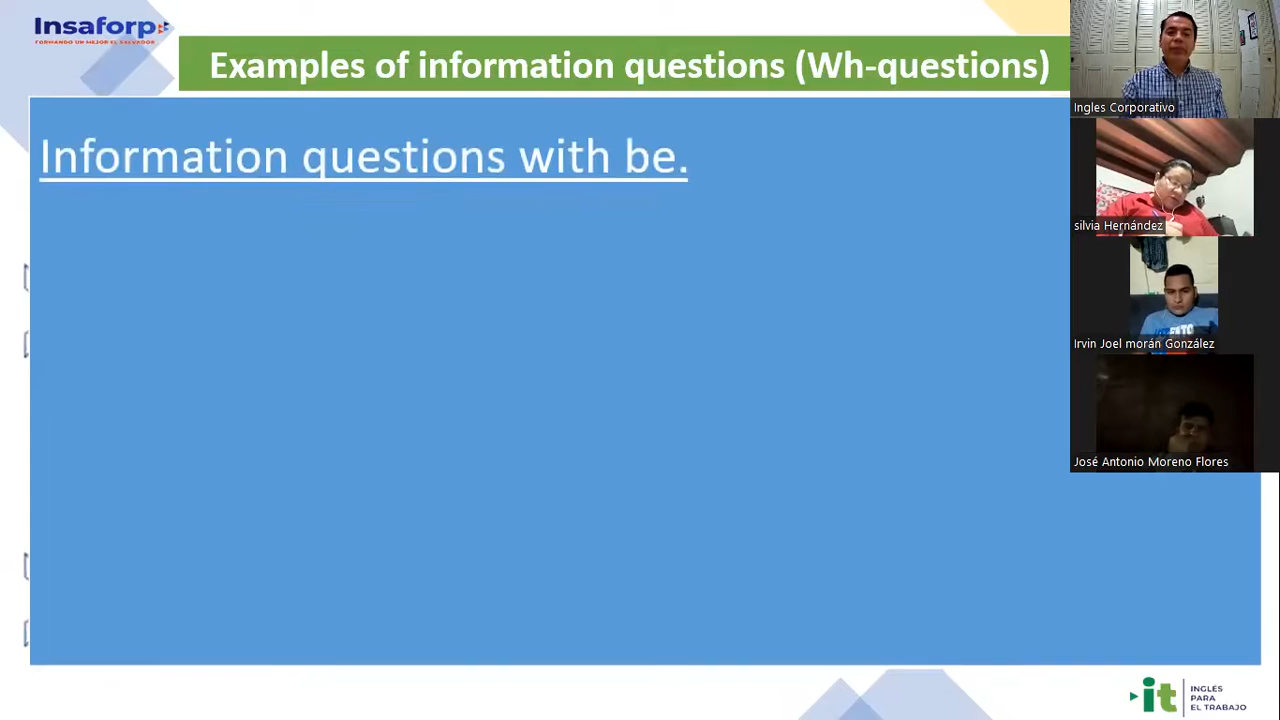 Insaforp
FORMANDO UN MEJOR EL SALVADOR
Examples of information questions (Wh-questions)
Information questions with be.
Ingles Corporativo
silvia Hernández
Irvin Joel morán González
José Antonio Moreno Flores
it
INGLÉS
PARA
EL TRABAJO